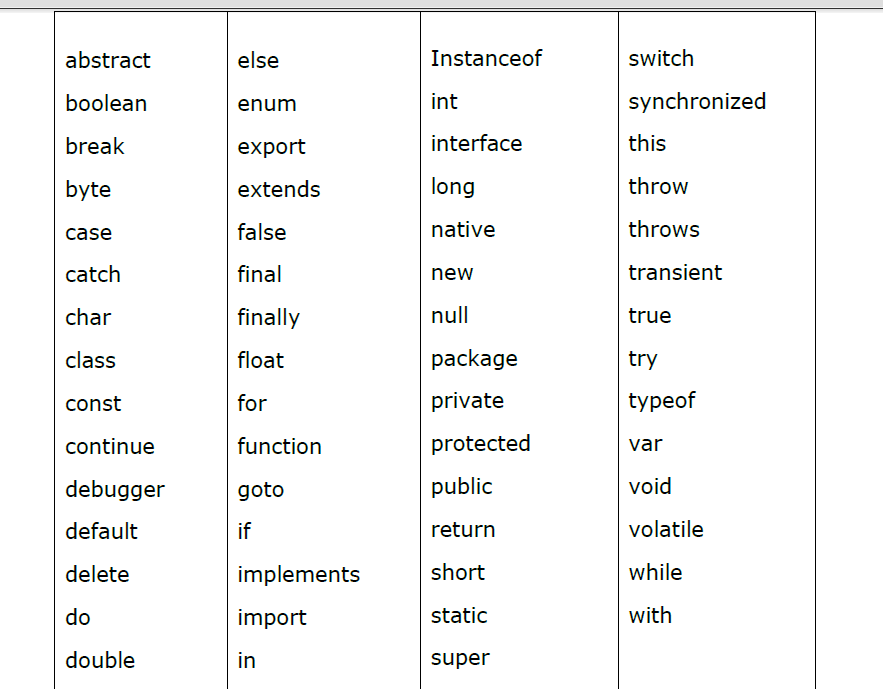 abstract else Instanceof switch
boolean enum int synchronized
break export interface this
byte extends long throw
case false native throws
catch final new transient
char finally null true
class float package try
const for private typeof
continue function protected var
debugger goto public void
default if return volatile
delete implements short while
do import static with
double in super